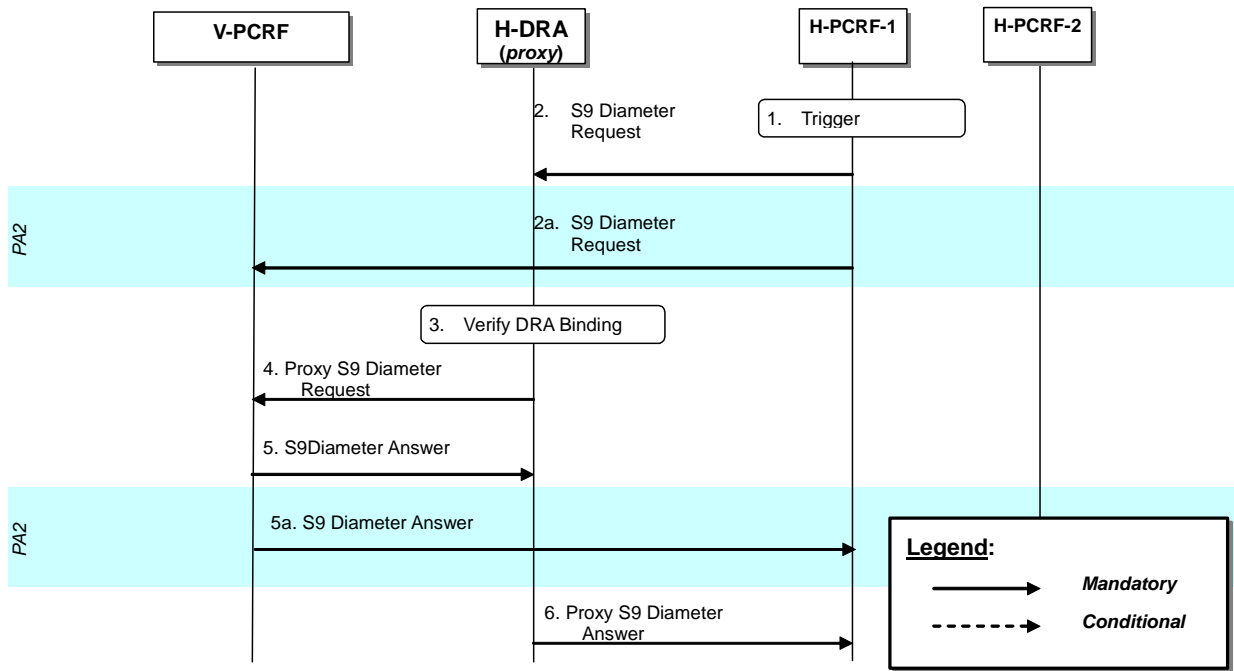 V-PCRF
H-DRA
(proxy)
H-PCRF-1
H-PCRF-2
2. S9 Diameter
Request
1. Trigger
PA2
2a. S9 Diameter
Request
3. Verify DRA Binding
4. Proxy S9 Diameter
Request
5. S9Diameter Answer
PA2
5a. S9 Diameter Answer
6. Proxy S9 Diameter
Answer
Legend:
Mandatory
Conditional